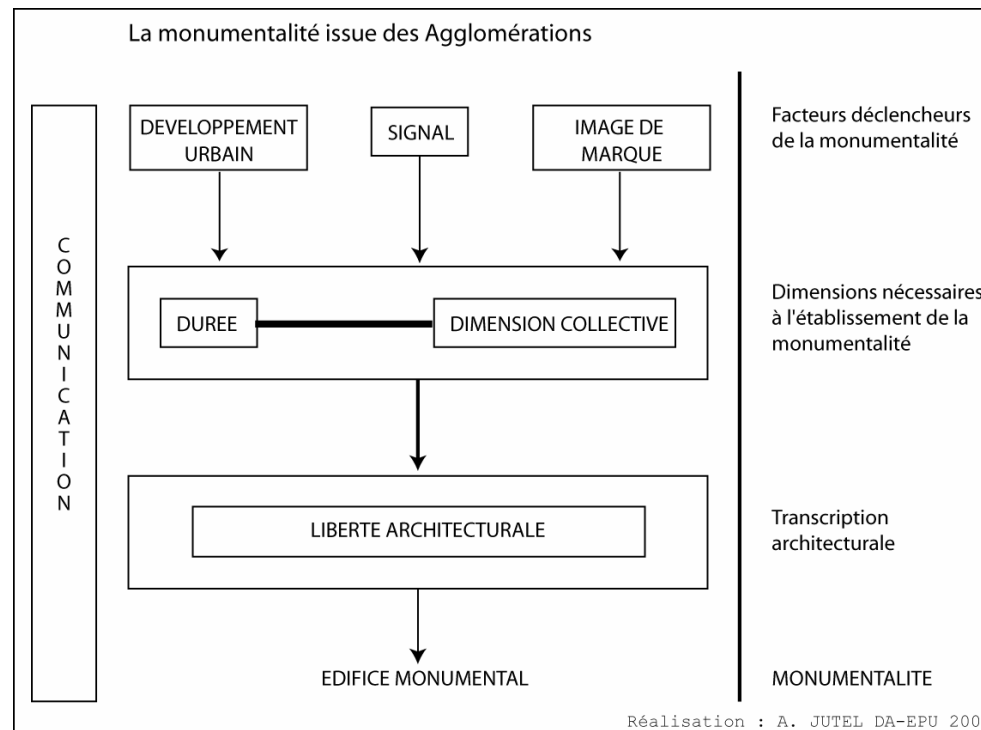 La monumentalité issue des Agglomérations
DEVELOPPEMENT
URBAIN
SIGNAL
IMAGE DE
MARQUE
Facteurs déclencheurs
de la monumentalité
COMMUNICATION
DUREE
DIMENSION COLLECTIVE
Dimensions nécessaires
à l'établissement de la
monumentalité
LIBERTE ARCHITECTURALE
Transcription
architecturale
EDIFICE MONUMENTAL
MONUMENTALITE
Réalisation : A. JUTEL DA-EPU 200